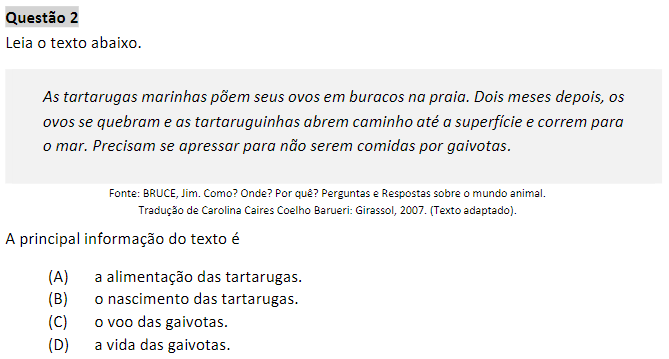 Questão 2
Leia o texto abaixo.
As tartarugas marinhas põem seus ovos em buracos na praia. Dois meses depois, os
ovos se quebram e as tartaruguinhas abrem caminho até a superfície e correm para
o mar. Precisam se apressar para não serem comidas por gaivotas.
Fonte: BRUCE, Jim. Como? Onde? Por quê? Perguntas e Respostas sobre o mundo animal.
Tradução de Carolina Caires Coelho Barueri: Girassol, 2007. (Texto adaptado).
A principal informação do texto é
(A) a alimentação das tartarugas.
(B) o nascimento das tartarugas.
(C) o voo das gaivotas.
(D) a vida das gaivotas.